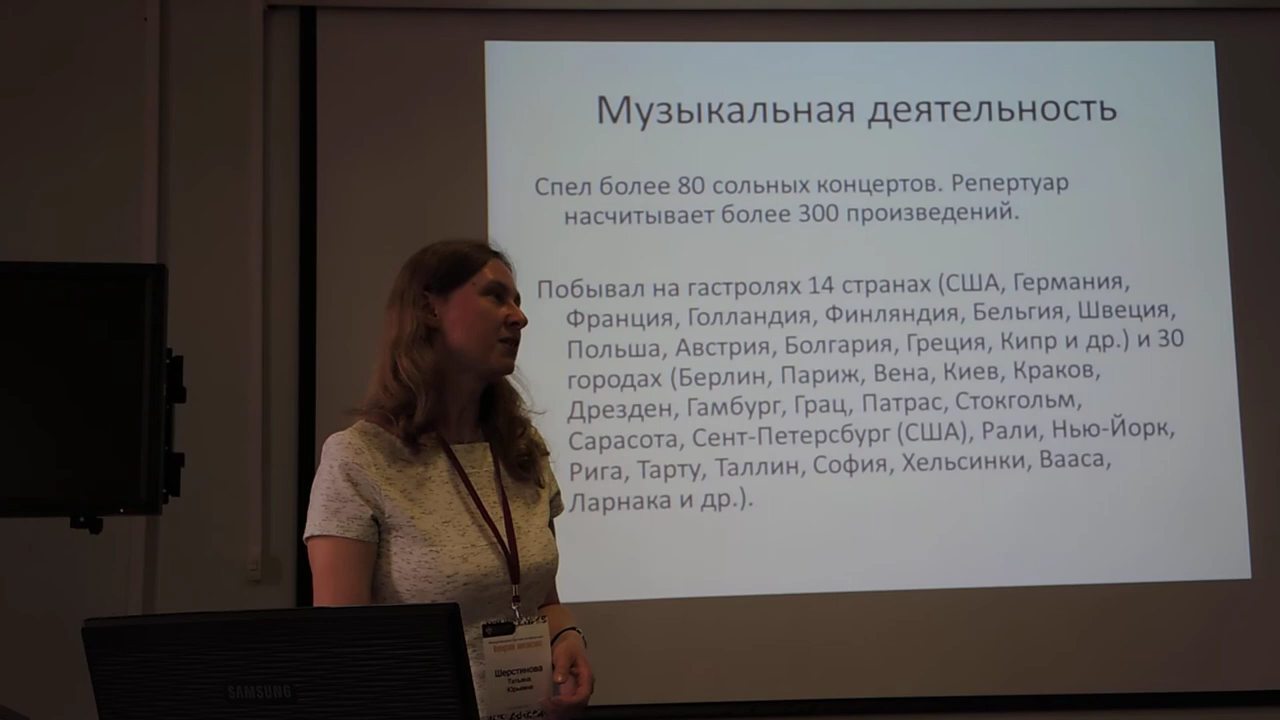 Музыкальная деятельность
Спел более 80 сольных концертов. Репертуар
насчитывает более 300 произведений.
Побывал на гастролях 14 странах (США, Германия,
Франция, Голландия, Финляндия, Бельгия, Швеция,
Польша, Австрия, Болгария, Греция, Кипр и др.) и 30
городах (Берлин, Париж, Вена, Киев, Краков,
Дрезден, Гамбург, Грац, Патрас, Стокгольм,
Сарасота, Сент-Петерсбург (США), Рали, Нью-Йорк,
Рига, Тарту, Таллин, София, Хельсинки, Вааса,
Ларнака и др.).
SAMSUNG
Шерстинова
Татьяна
Юрьевна